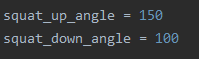 squat_up_angle = 150
squat_down_angle = 100